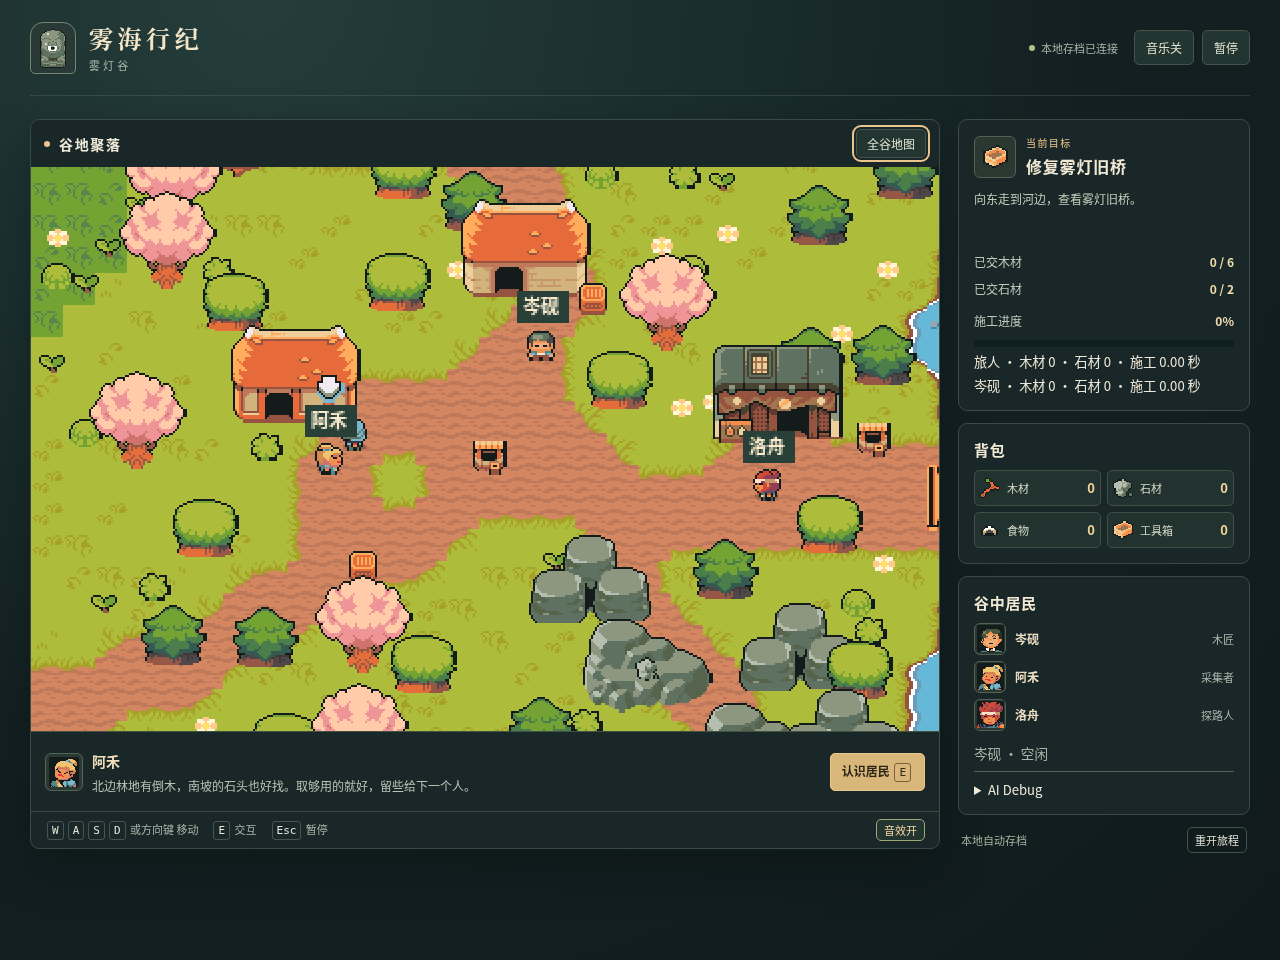 雾海行纪
雾灯谷
本地存档已连接
音乐关
暂停
谷地聚落
全谷地图
岑砚
阿禾
洛舟
阿禾
北边林地有倒木，南坡的石头也好找。取够用的就好，留些给下一个人。
认识居民 E
W A S D 或方向键 移动 E 交互 Esc 暂停
音效开
当前目标
修复雾灯旧桥
向东走到河边，查看雾灯旧桥。
已交木材 0 / 6
已交石材 0 / 2
施工进度 0%
旅人 · 木材 0 · 石材 0 · 施工 0.00 秒
岑砚 · 木材 0 · 石材 0 · 施工 0.00 秒
背包
木材 0 石材 0
食物 0 工具箱 0
谷中居民
岑砚 木匠
阿禾 采集者
洛舟 探路人
岑砚 · 空闲
AI Debug
本地自动存档
重开旅程